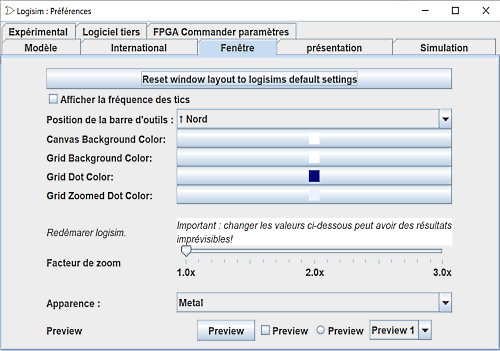 Logisim : Préférences
Expérimental Logiciel tiers FPGA Commander paramètres
Modèle International Fenêtre présentation Simulation
Reset window layout to logisims default settings
Afficher la fréquence des tics
Position de la barre d'outils : ↑ Nord
Canvas Background Color:
Grid Background Color:
Grid Dot Color:
Grid Zoomed Dot Color:
Redémarer logisim. Important : changer les valeurs ci-dessous peut avoir des résultats
imprévisibles!
Facteur de zoom
1.0x 2.0x 3.0x
Apparence : Metal
Preview Preview Preview Preview Preview 1